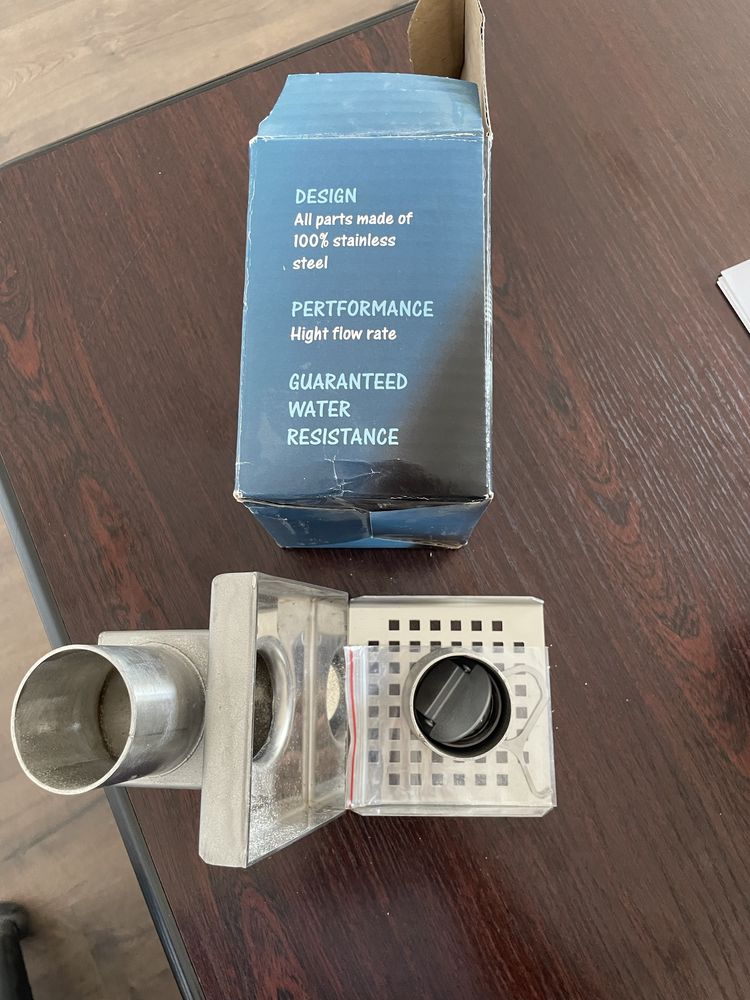 DESIGN
All parts made of
100% stainless
steel
PERTFORMANCE
Hight flow rate
GUARANTEED
WATER
RESISTANCE